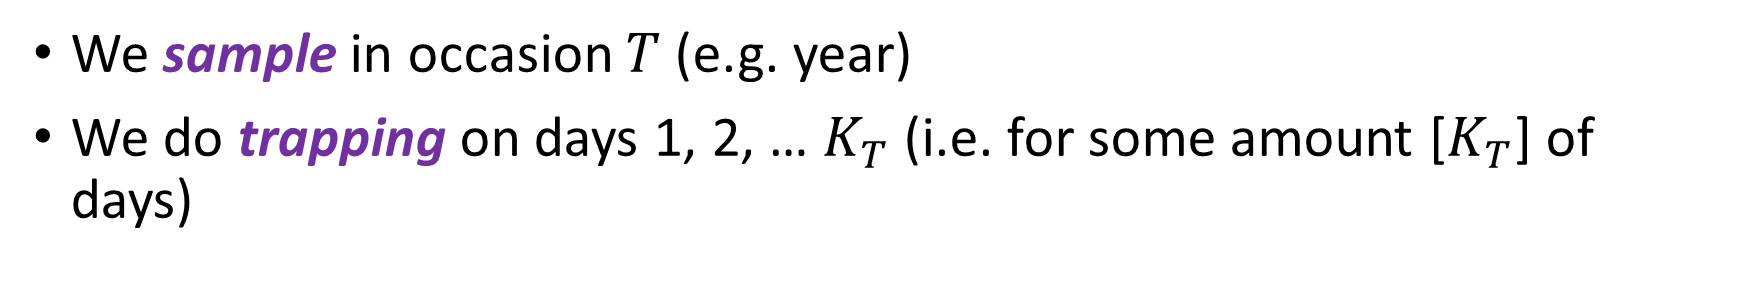 • We sample in occasion T (e.g. year)
• We do trapping on days 1, 2, … K_T (i.e. for some amount [K_T] of
days)